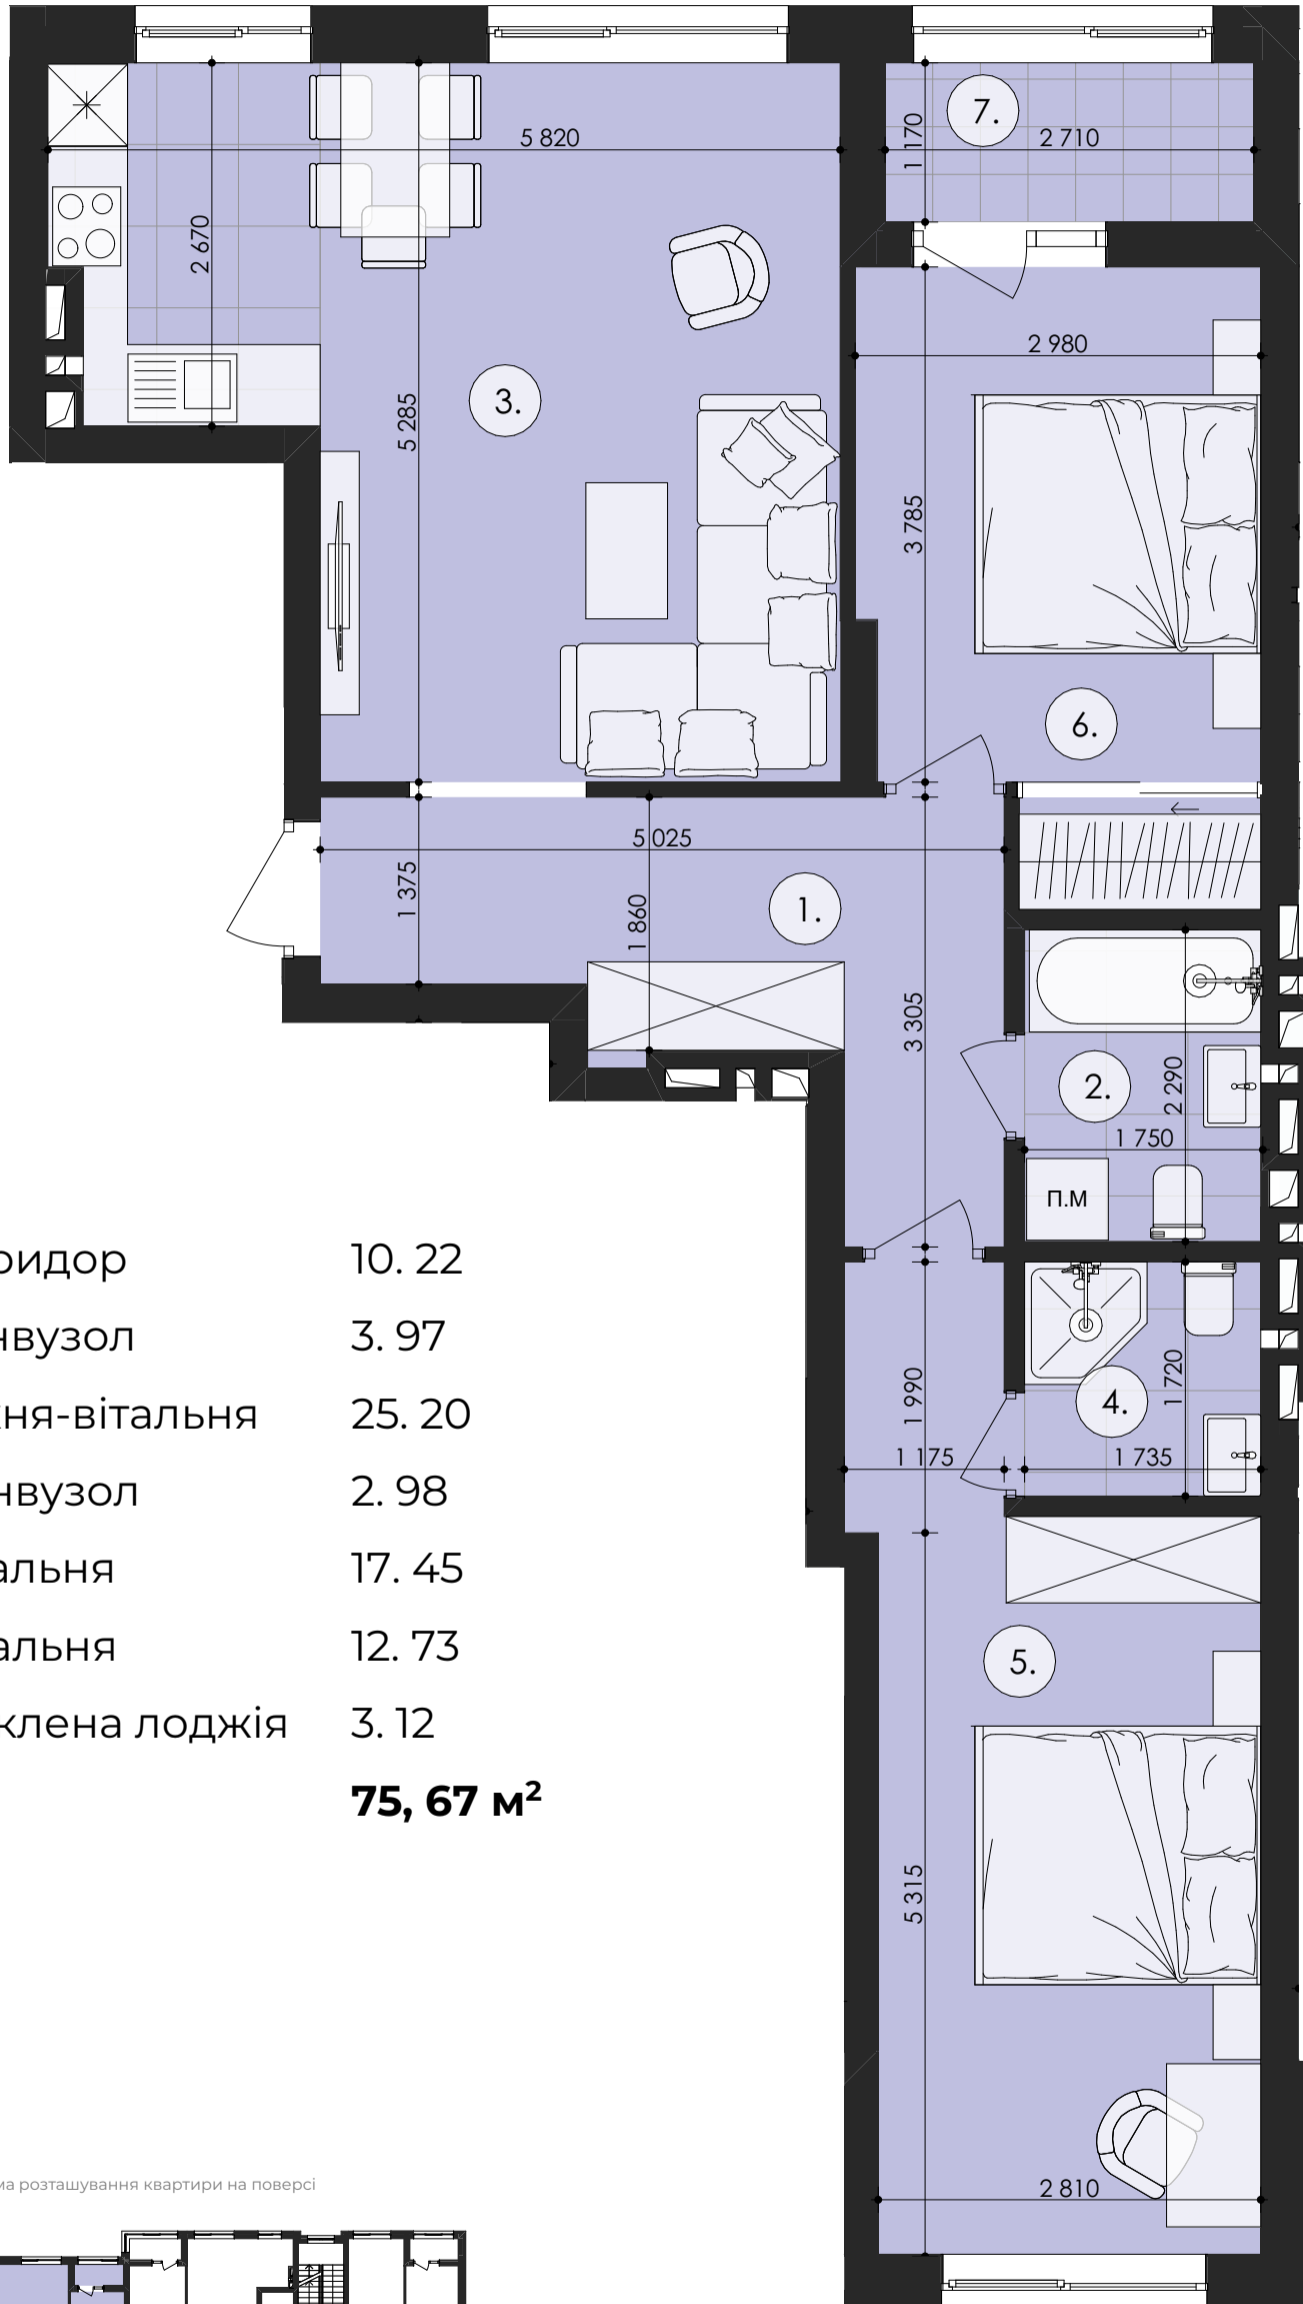 7.
1 170
2 710
5 820
2 670
2 980
3.
5 285
3 785
6.
5 025
1 375
1 860
1.
3 305
2.
2 290
1 750
П.М
ридор 10. 22
нвузол 3. 97
хня-вітальня 25. 20
нвузол 2. 98
альня 17. 45
альня 12. 73
клена лоджія 3. 12
75, 67 м²
1 990
1 720
4.
1 175
1 735
5.
5 315
2 810
ма розташування квартири на поверсі